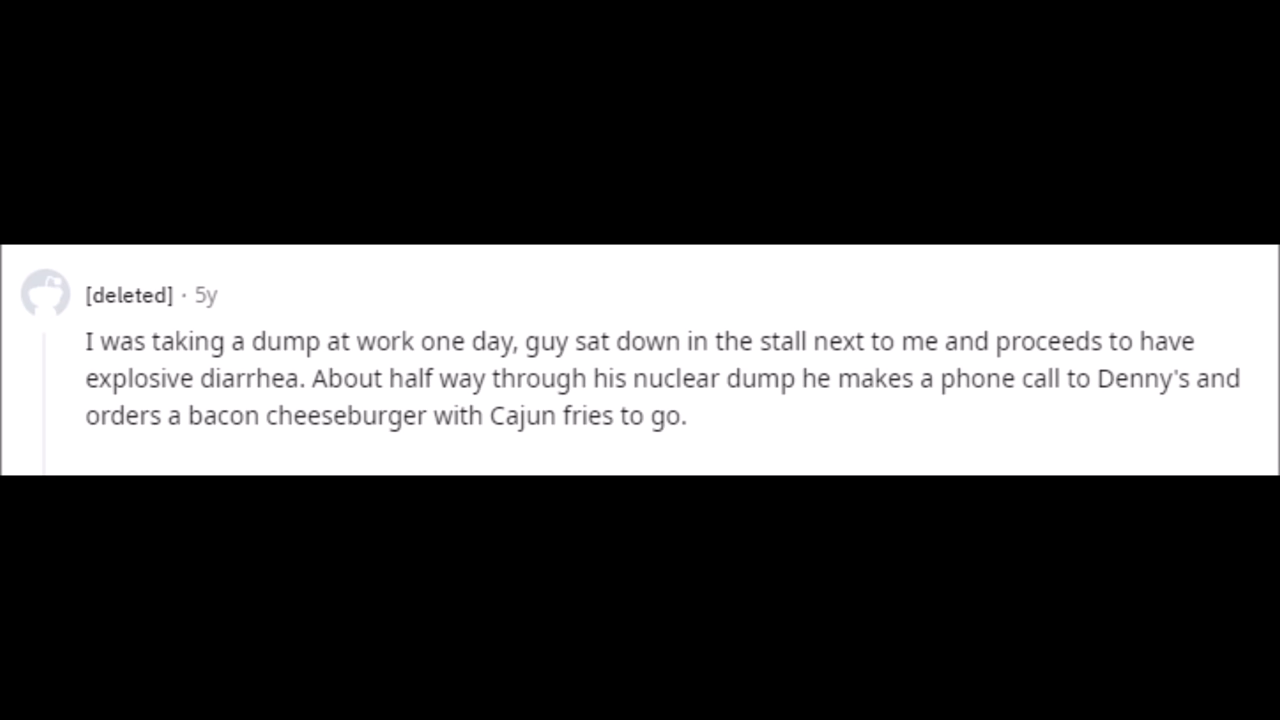 [deleted] · 5y
I was taking a dump at work one day, guy sat down in the stall next to me and proceeds to have
explosive diarrhea. About half way through his nuclear dump he makes a phone call to Denny's and
orders a bacon cheeseburger with Cajun fries to go.